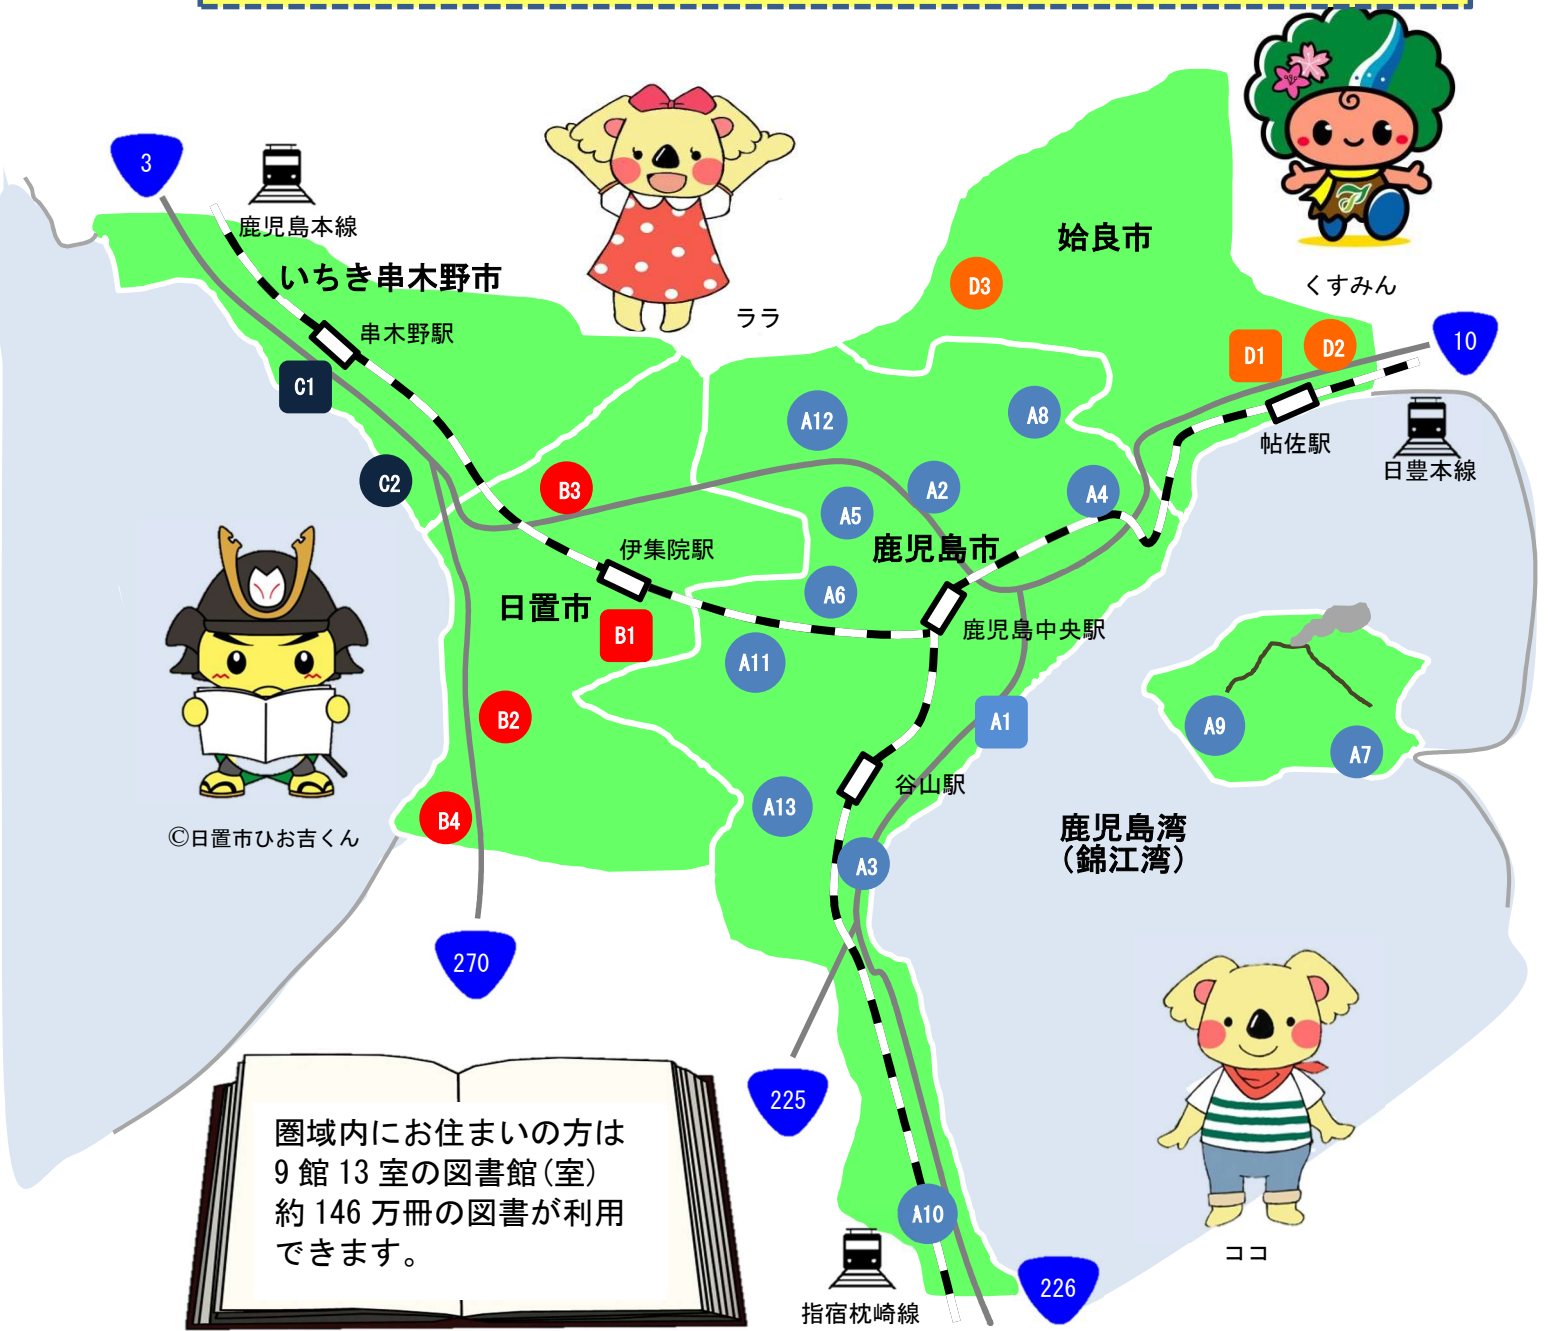 3
鹿児島本線
いちき串木野市
串木野駅
C1
C2
ララ
姶良市
くすみん
D3
D1
D2
10
帖佐駅
日豊本線
A12
A8
B3
A2
A4
A5
鹿児島市
伊集院駅
日置市
A6
B1
鹿児島中央駅
A11
B2
A1
A9
A7
谷山駅
A13
B4
©日置市ひお吉くん
鹿児島湾
（錦江湾）
A3
270
225
圏域内にお住まいの方は
9館13室の図書館(室)
約146万冊の図書が利用
できます。
A10
ココ
226
指宿枕崎線